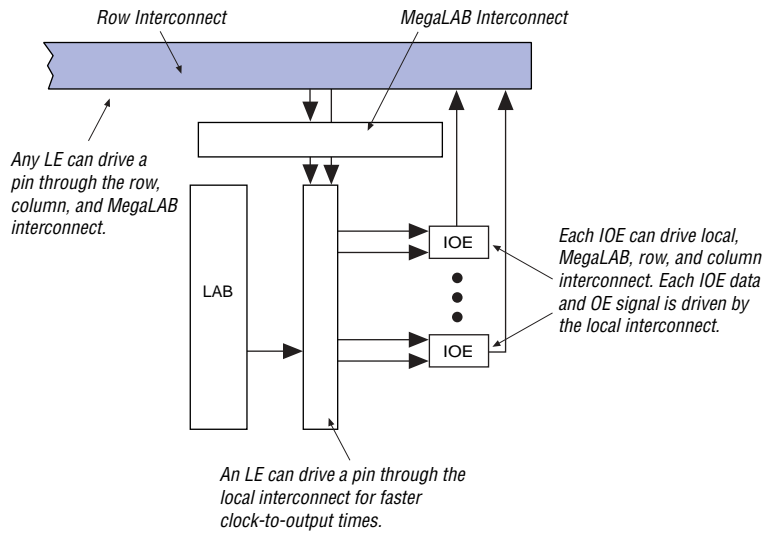 Row Interconnect
MegaLAB Interconnect
Any LE can drive a
pin through the row,
column, and MegaLAB
interconnect.
LAB
IOE
IOE
Each IOE can drive local,
MegaLAB, row, and column
interconnect. Each IOE data
and OE signal is driven by
the local interconnect.
An LE can drive a pin through the
local interconnect for faster
clock-to-output times.